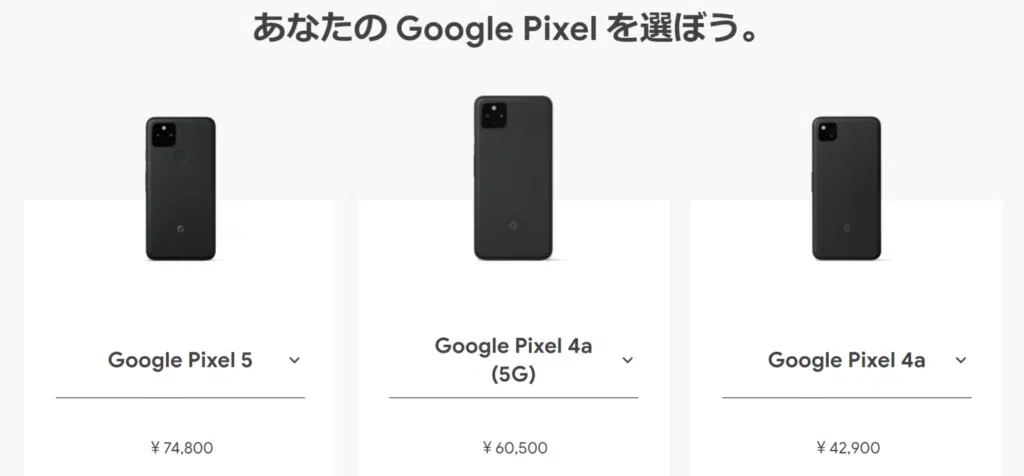 あなたの Google Pixel を選ぼう。
G
G
G
Google Pixel 5
Google Pixel 4a
(5G)
Google Pixel 4a
¥ 74,800
¥ 60,500
¥ 42,900